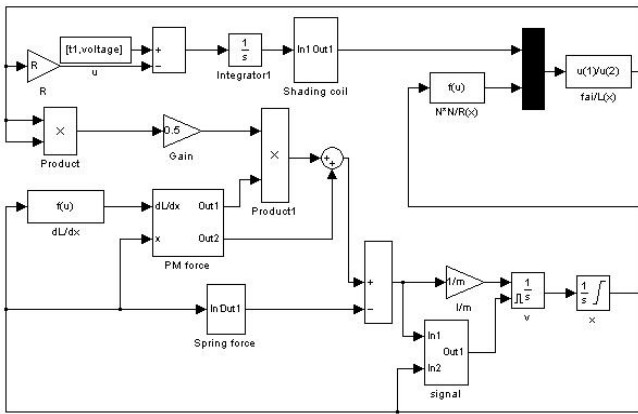 [t1,voltage]
+
−
R
R
u
1
s
Integrator1
In1 Out1
Shading coil
f(u)
N*N/R(x)
u(1)/u(2)
fai/L(x)
×
Product
0.5
Gain
×
Product1
+
+
f(u)
dL/dx
dL/dx
Out1
x
Out2
PM force
In1 Out1
Spring force
+
−
1/m
I/m
1
s
v
1
s
x
In1
Out1
In2
signal